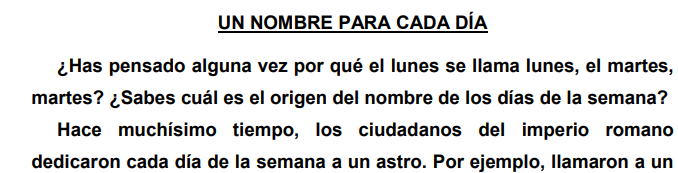 UN NOMBRE PARA CADA DÍA
¿Has pensado alguna vez por qué el lunes se llama lunes, el martes,
martes? ¿Sabes cuál es el origen del nombre de los días de la semana?
Hace muchísimo tiempo, los ciudadanos del imperio romano
dedicaron cada día de la semana a un astro. Por ejemplo, llamaron a un